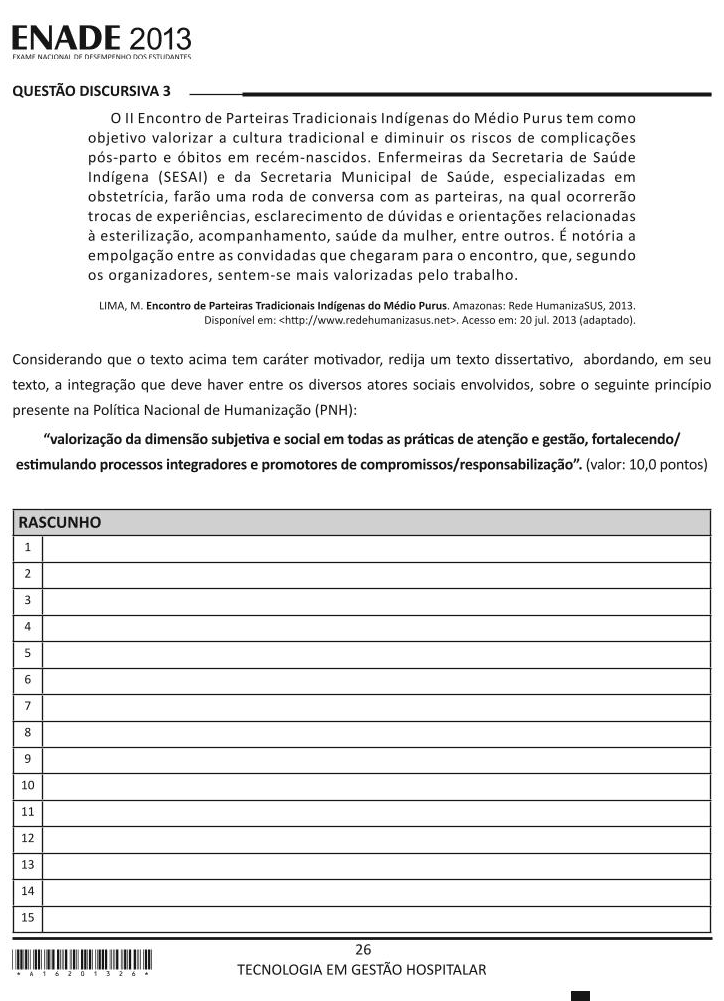 ENADE 2013
EXAME NACIONAL DE DESEMPENHO DOS ESTUDANTES
QUESTÃO DISCURSIVA 3
O II Encontro de Parteiras Tradicionais Indígenas do Médio Purus tem como
objetivo valorizar a cultura tradicional e diminuir os riscos de complicações
pós-parto e óbitos em recém-nascidos. Enfermeiras da Secretaria de Saúde
Indígena (SESAI) e da Secretaria Municipal de Saúde, especializadas em
obstetrícia, farão uma roda de conversa com as parteiras, na qual ocorrerão
trocas de experiências, esclarecimento de dúvidas e orientações relacionadas
à esterilização, acompanhamento, saúde da mulher, entre outros. É notória a
empolgação entre as convidadas que chegaram para o encontro, que, segundo
os organizadores, sentem-se mais valorizadas pelo trabalho.
LIMA, M. Encontro de Parteiras Tradicionais Indígenas do Médio Purus. Amazonas: Rede HumanizaSUS, 2013.
Disponível em: <http://www.redehumanizasus.net>. Acesso em: 20 jul. 2013 (adaptado).
Considerando que o texto acima tem caráter motivador, redija um texto dissertativo, abordando, em seu
texto, a integração que deve haver entre os diversos atores sociais envolvidos, sobre o seguinte princípio
presente na Política Nacional de Humanização (PNH):
“valorização da dimensão subjetiva e social em todas as práticas de atenção e gestão, fortalecendo/
estimulando processos integradores e promotores de compromissos/responsabilização”. (valor: 10,0 pontos)
RASCUNHO
1
2
3
4
5
6
7
8
9
10
11
12
13
14
15
26
TECNOLOGIA EM GESTÃO HOSPITALAR
* A 1 6 2 0 1 3 2 6 *